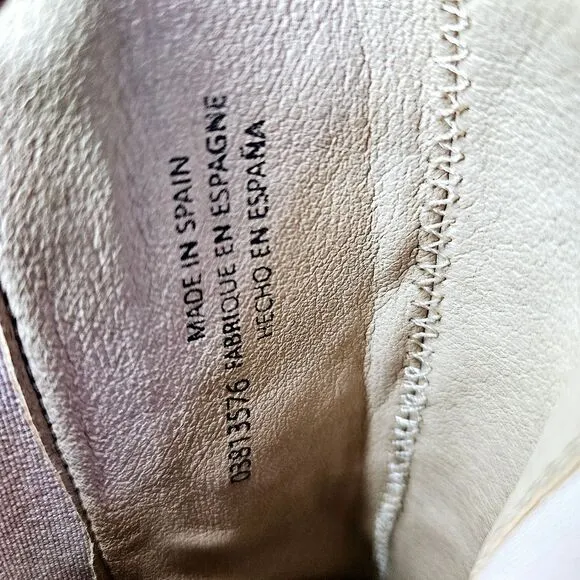 MADE IN SPAIN
03813576 FABRIQUE EN ESPAGNE
HECHO EN ESPAÑA